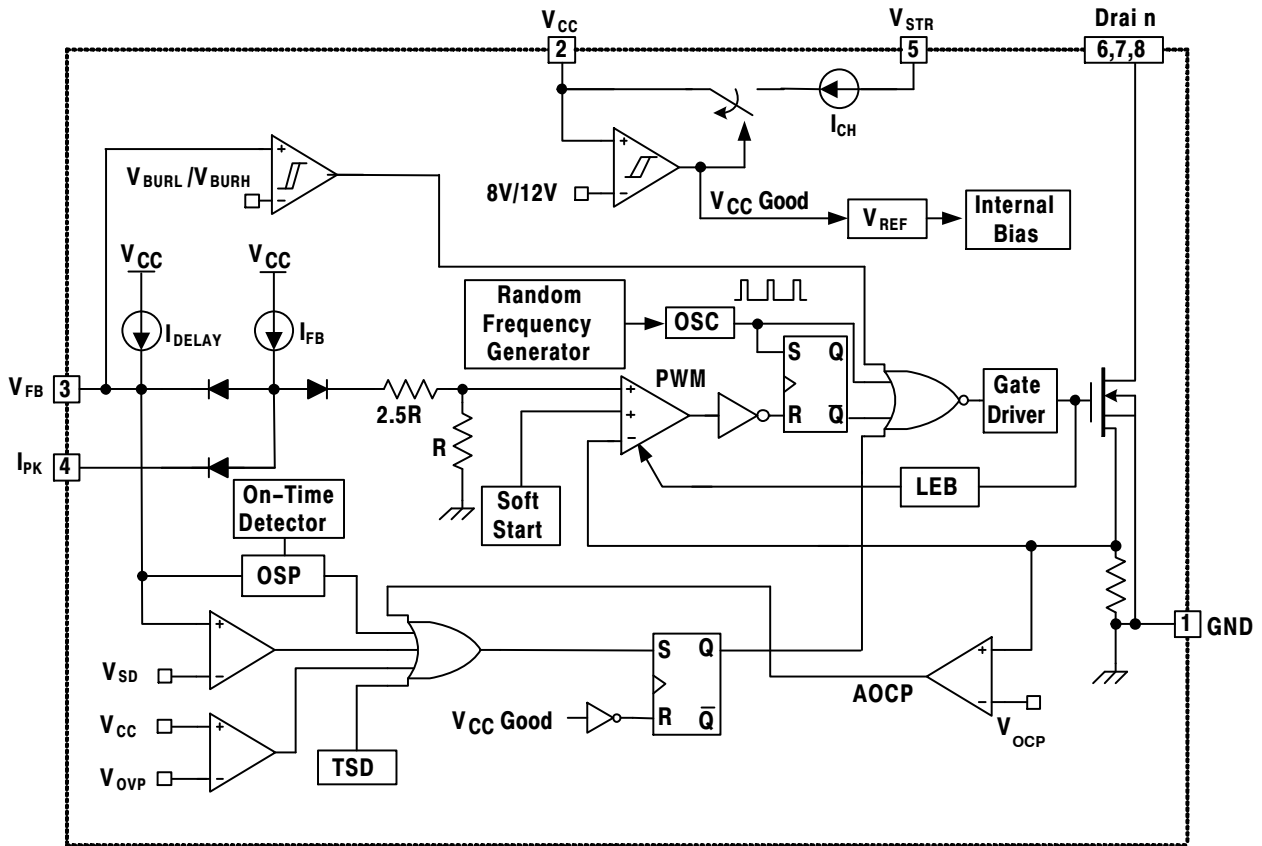 VCC
VSTR
Drai n
2
5
6,7,8
ICH
+
VBURL /VBURH
−
+
8V/12V
−
VCC Good
VREF
Internal
Bias
VCC
VCC
IDELAY
IFB
Random
Frequency
Generator
OSC
S Q
R Q̅
VFB 3
2.5R
R
PWM
+
+
−
Gate
Driver
IPK 4
LEB
On−Time
Detector
Soft
Start
OSP
1 GND
+
VSD
−
S Q
R Q̅
+
−
AOCP
VOCP
VCC
+
VOVP
−
TSD
VCC Good